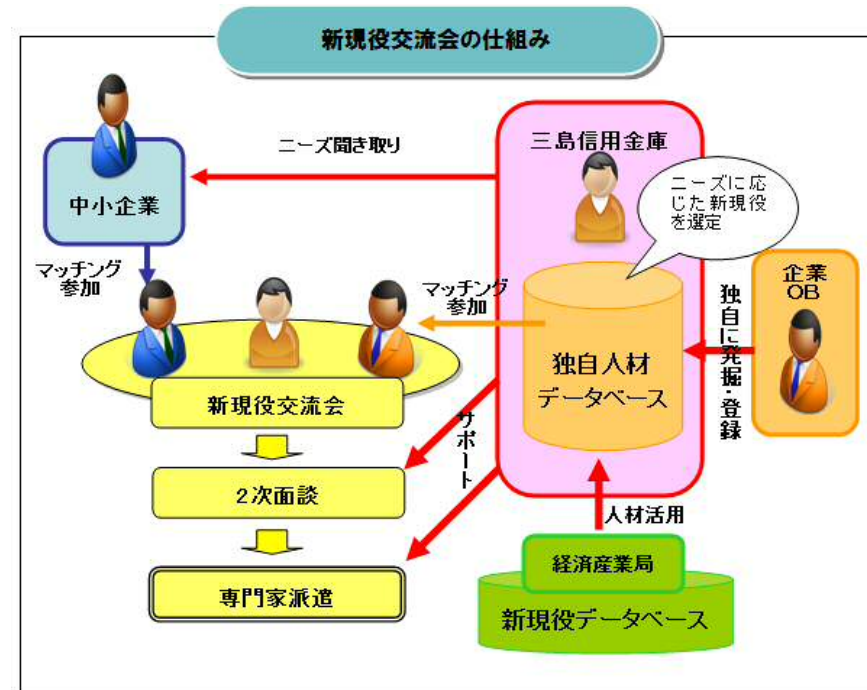 新現役交流会の仕組み
ニーズ聞き取り
三島信用金庫
中小企業
ニーズに応
じた新現役
を選定
マッチング
参加
マッチング
参加
企業
OB
独自に発掘・登録
独自人材
データベース
新現役交流会
サポート
2次面談
人材活用
経済産業局
専門家派遣
新現役データベース